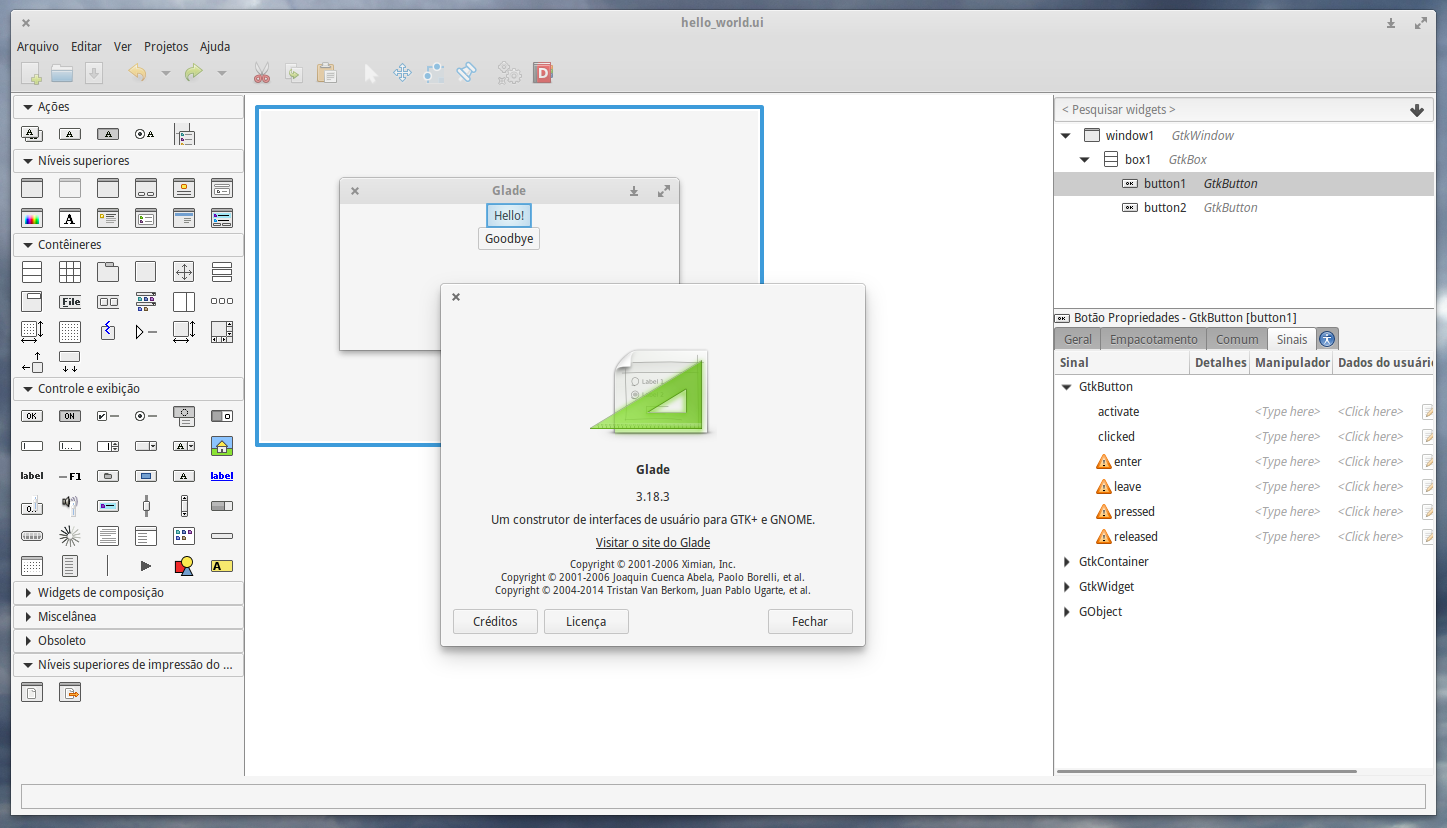 hello_world.ui
Arquivo Editar Ver Projetos Ajuda
D
Ações
A A A A
Níveis superiores
A
Contêineres
File
Controle e exibição
OK ON
A
label F1 A label
A
Widgets de composição
Miscelânea
Obsoleto
Níveis superiores de impressão do ...
Glade
Hello!
Goodbye
Label 1
Glade
3.18.3
Um construtor de interfaces de usuário para GTK+ e GNOME.
Visitar o site do Glade
Copyright © 2001-2006 Ximian, Inc.
Copyright © 2001-2006 Joaquin Cuenca Abela, Paolo Borelli, et al.
Copyright © 2004-2014 Tristan Van Berkom, Juan Pablo Ugarte, et al.
Créditos Licença Fechar
< Pesquisar widgets >
window1 GtkWindow
box1 GtkBox
OK button1 GtkButton
OK button2 GtkButton
OK Botão Propriedades - GtkButton [button1]
Geral Empacotamento Comum Sinais
Sinal Detalhes Manipulador Dados do usuári
GtkButton
activate <Type here> <Click here>
clicked <Type here> <Click here>
enter <Type here> <Click here>
leave <Type here> <Click here>
pressed <Type here> <Click here>
released <Type here> <Click here>
GtkContainer
GtkWidget
GObject